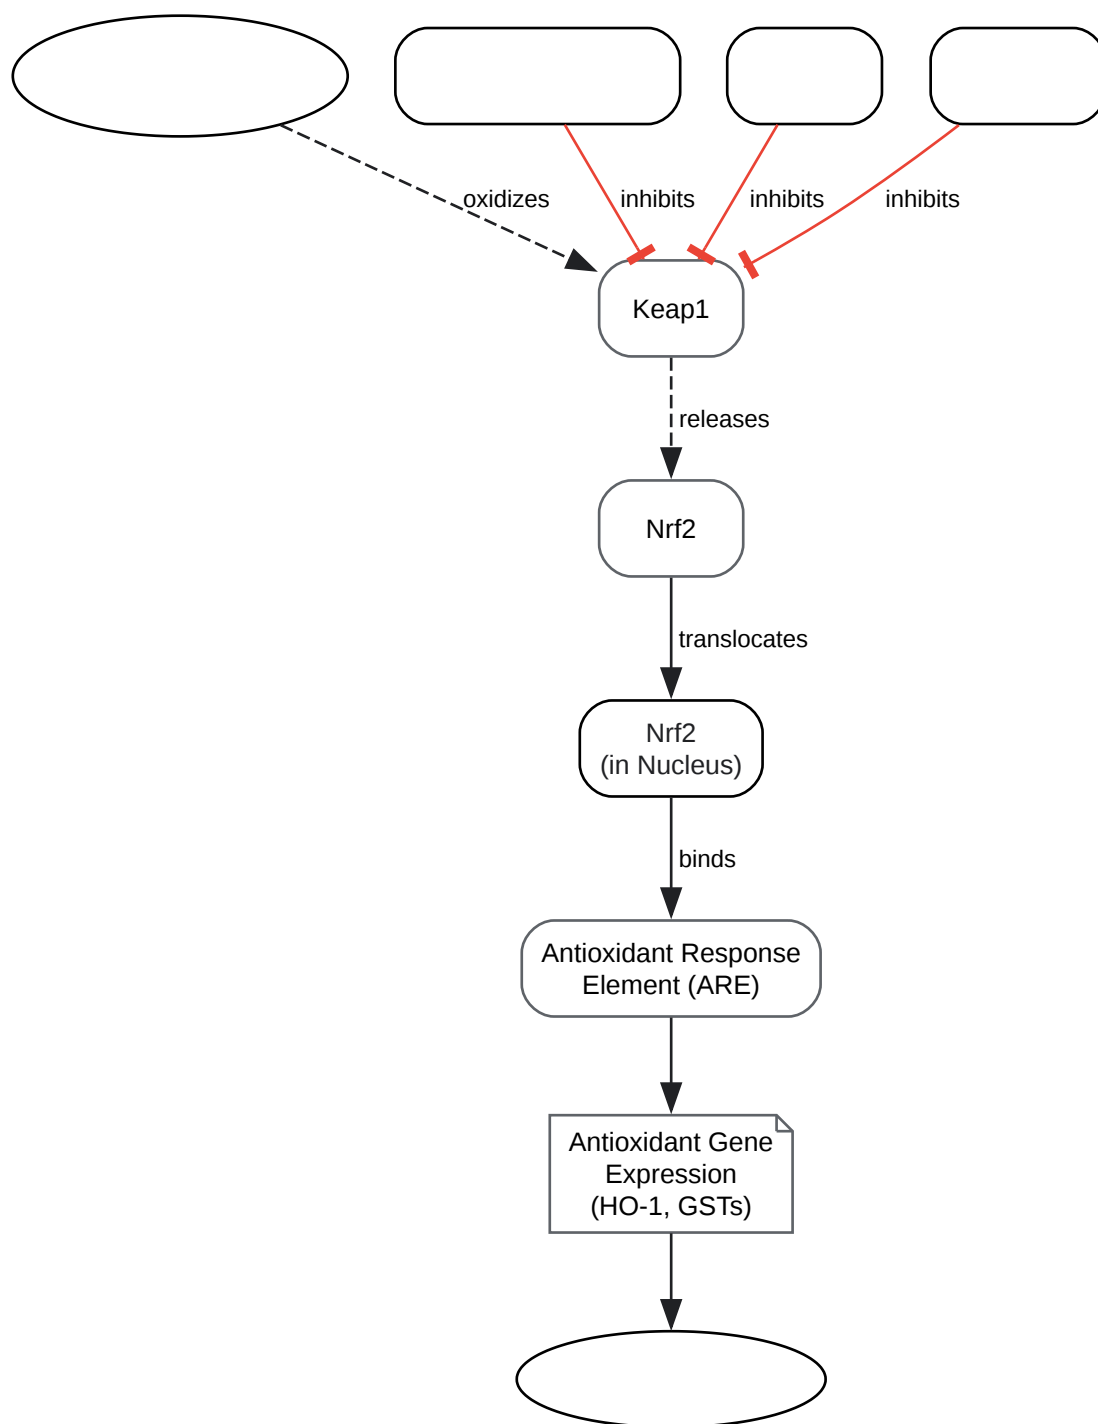 oxidizes
inhibits
inhibits
inhibits
Keap1
releases
Nrf2
translocates
Nrf2
(in Nucleus)
binds
Antioxidant Response
Element (ARE)
Antioxidant Gene
Expression
(HO-1, GSTs)